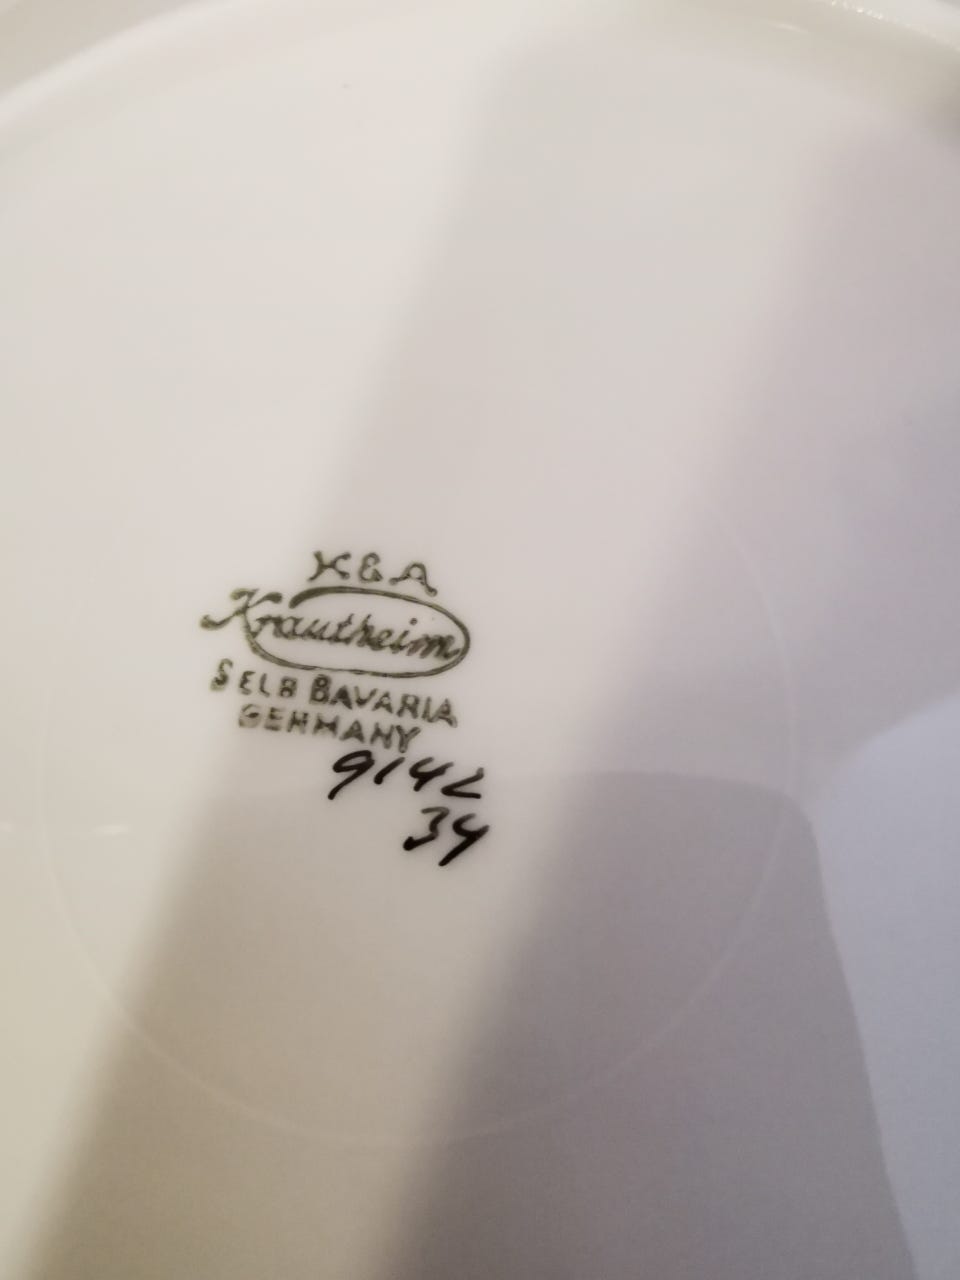 K&A
Krautheim
SELB BAVARIA
GERMANY
9142
34